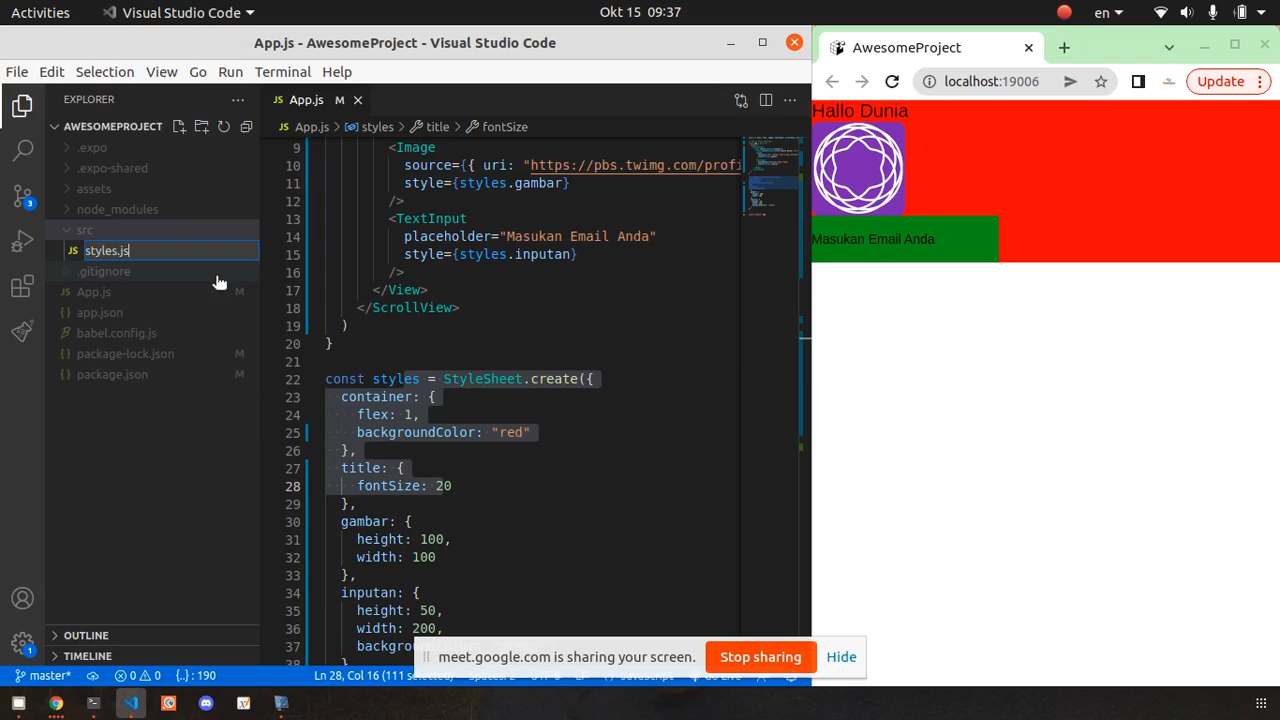 Activities
Visual Studio Code
Okt 15 09:37
en
App.js - AwesomeProject - Visual Studio Code
File Edit Selection View Go Run Terminal Help
EXPLORER
AWESOMEPROJECT
.expo
.expo-shared
assets
node_modules
src
JS styles.js
.gitignore
JS App.js M
{} app.json
babel.config.js
{} package-lock.json M
{} package.json M
OUTLINE
TIMELINE
3
1
JS App.js M
JS App.js > styles > title > fontSize
9 <Image
10 source={{ uri: "https://pbs.twimg.com/profi
11 style={styles.gambar}
12 />
13 <TextInput
14 placeholder="Masukan Email Anda"
15 style={styles.inputan}
16 />
17 </View>
18 </ScrollView>
19 )
20 }
21
22 const styles = StyleSheet.create({
23 container: {
24 flex: 1,
25 backgroundColor: "red"
26 },
27 title: {
28 fontSize: 20
29 },
30 gambar: {
31 height: 100,
32 width: 100
33 },
34 inputan: {
35 height: 50,
36 width: 200,
37
38 }
master* 0 0 {..} : 190 Ln 28, Col 16 (111 selected)
meet.google.com is sharing your screen.
Stop sharing
Hide
AwesomeProject
localhost:19006
Update
Hallo Dunia
Masukan Email Anda